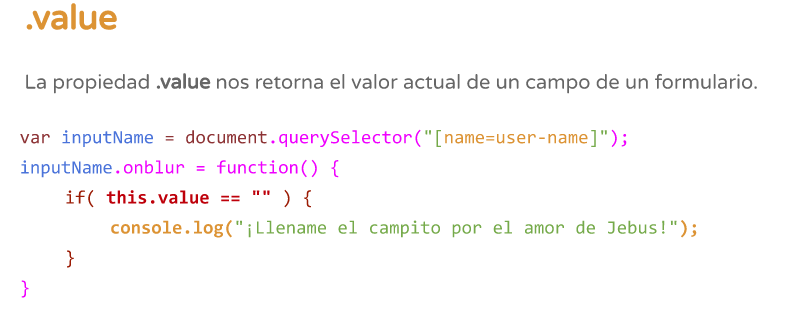 .value
La propiedad .value nos retorna el valor actual de un campo de un formulario.
var inputName = document.querySelector("[name=user-name]");
inputName.onblur = function() {
if( this.value == "" ) {
console.log("¡Llename el campito por el amor de Jebus!");
}
}